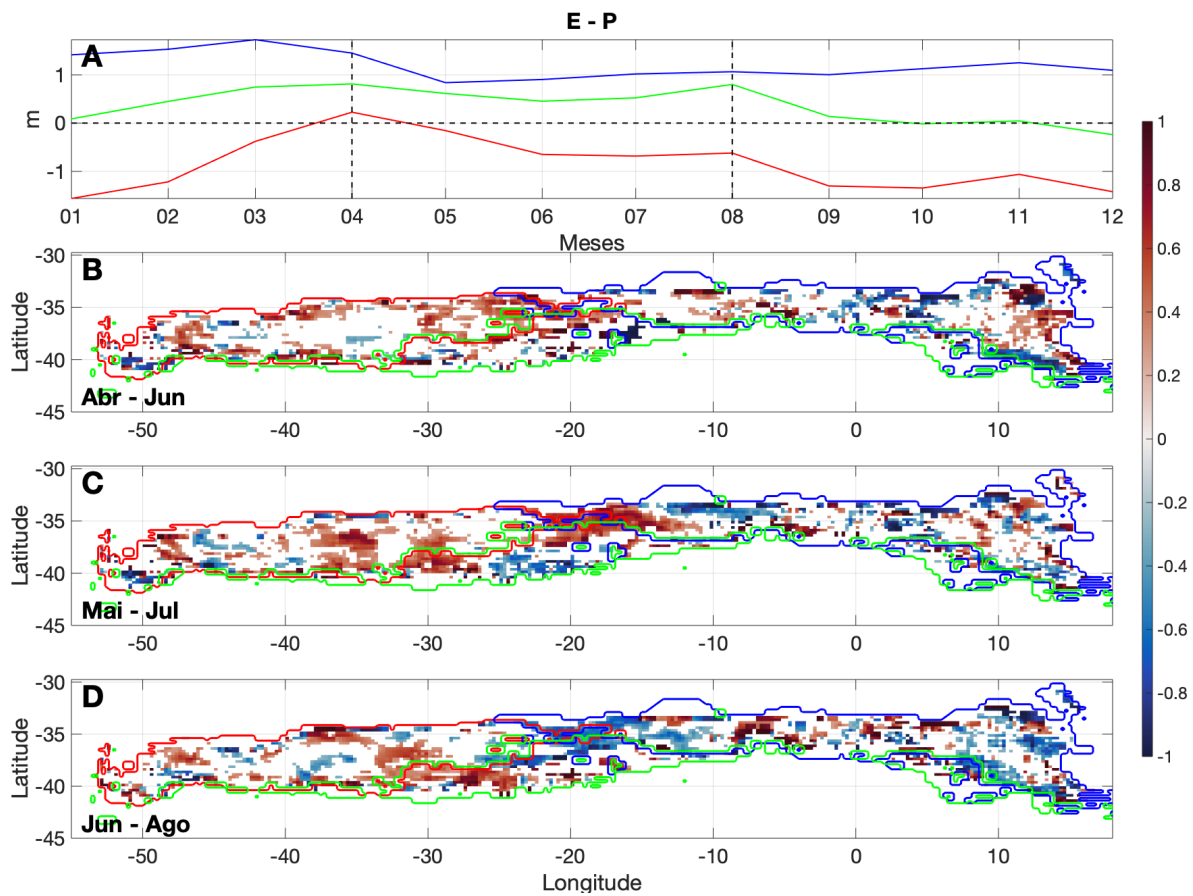 E - P
A
m
1
0
-1
01 02 03 04 05 06 07 08 09 10 11 12
Meses
B
Latitude
-30
-35
-40
-45
Abr - Jun
-50 -40 -30 -20 -10 0 10
C
Latitude
-30
-35
-40
-45
Mai - Jul
-50 -40 -30 -20 -10 0 10
D
Latitude
-30
-35
-40
-45
Jun - Ago
-50 -40 -30 -20 -10 0 10
Longitude
1
0.8
0.6
0.4
0.2
0
-0.2
-0.4
-0.6
-0.8
-1